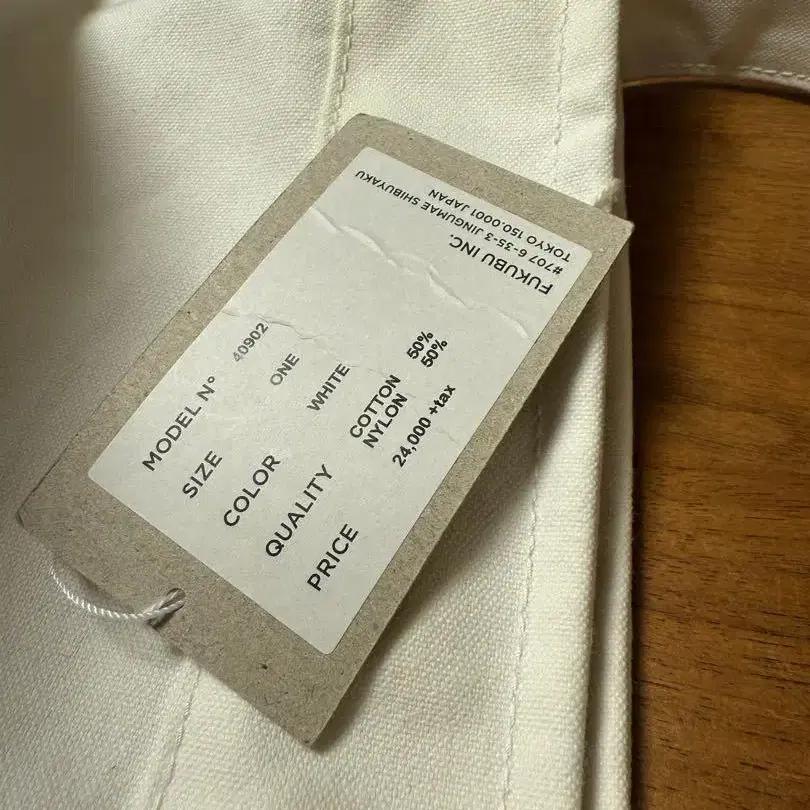 MODEL N° 40902
SIZE ONE
COLOR WHITE
QUALITY COTTON 50%
NYLON 50%
PRICE 24,000 +tax
FUKUBU INC.
#707 6-35-3 JINGUMAE SHIBUYAKU
TOKYO 150.0001 JAPAN